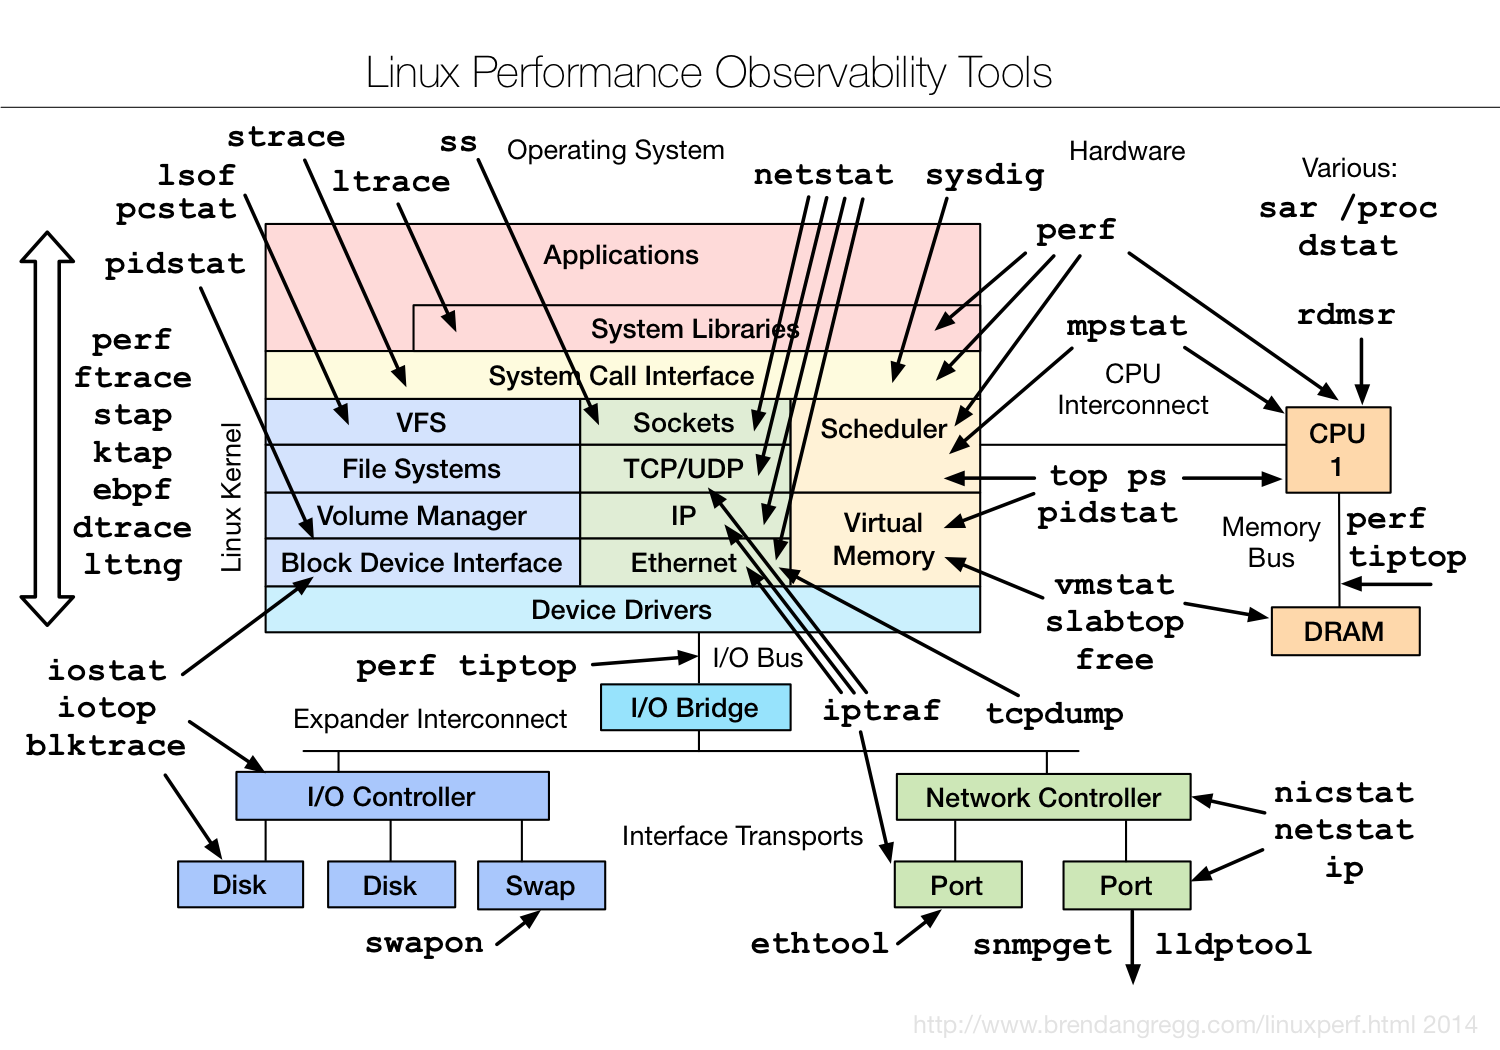 Linux Performance Observability Tools
strace
ss
Operating System
Hardware
Various:
lsof
ltrace
netstat
sysdig
pcstat
sar /proc
perf
dstat
pidstat
Applications
System Libraries
mpstat
rdmsr
perf
ftrace
stap
ktap
ebpf
dtrace
lttng
Linux Kernel
System Call Interface
CPU
Interconnect
VFS
Sockets
Scheduler
CPU
1
File Systems
TCP/UDP
top ps
pidstat
Volume Manager
IP
Virtual
Memory
Memory
Bus
perf
tiptop
Block Device Interface
Ethernet
vmstat
slabtop
free
Device Drivers
DRAM
iostat
iotop
blktrace
perf tiptop
I/O Bus
I/O Bridge
iptraf
tcpdump
Expander Interconnect
I/O Controller
Network Controller
nicstat
netstat
ip
Interface Transports
Disk
Disk
Swap
Port
Port
swapon
ethtool
snmpget
lldptool
http://www.brendangregg.com/linuxperf.html 2014